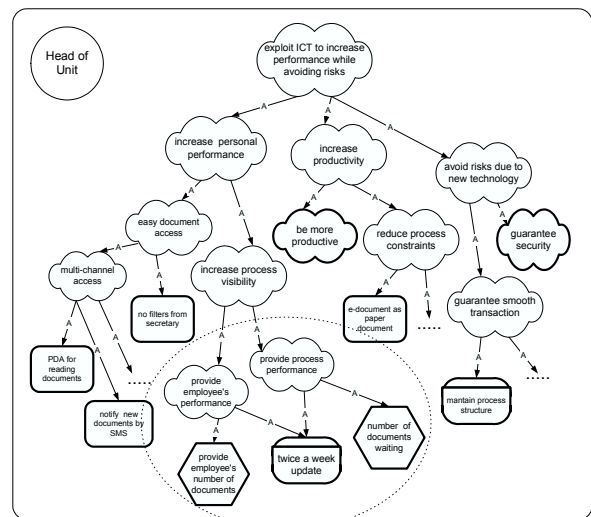 Head of
Unit
exploit ICT to increase
performance while
avoiding risks
A
A
A
increase personal
performance
increase
productivity
avoid risks due to
new technology
A
A
A
A
A
A
easy document
access
be more
productive
reduce process
constraints
guarantee
security
A
A
A
A
multi-channel
access
increase process
visibility
guarantee smooth
transaction
no filters from
secretary
e-document as
paper
document
.....
A
A
A
A
A
A
A
PDA for
reading documents
.....
provide process
performance
.....
provide
employee's
performance
mantain process
structure
A
A
A
A
notify new
documents by
SMS
number of
documents
waiting
provide
employee's
number of
documents
twice a week
update